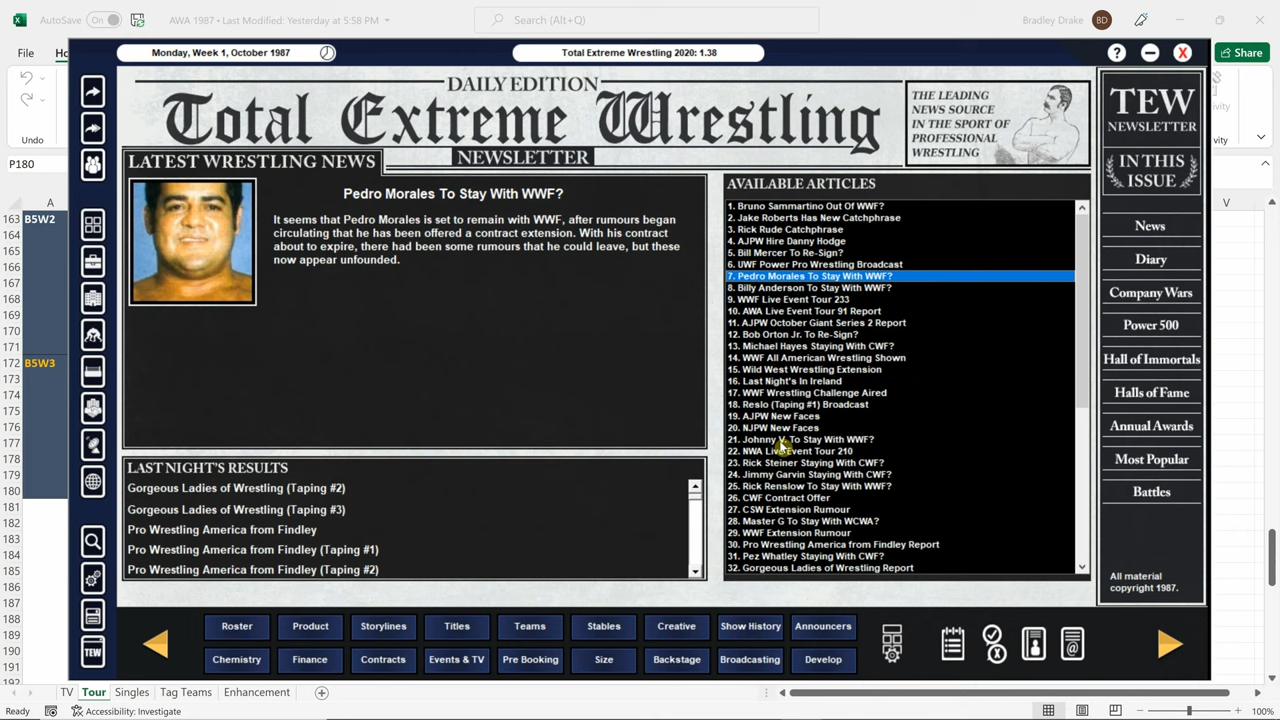 AutoSave
On
AWA 1987 • Last Modified: Yesterday at 5:58 PM
Search (Alt+Q)
Bradley Drake
BD
File
Share
Monday, Week 1, October 1987
Total Extreme Wrestling 2020: 1.38
?
X
Undo
P180
DAILY EDITION
Total Extreme Wrestling
NEWSLETTER
THE LEADING
NEWS SOURCE
IN THE SPORT OF
PROFESSIONAL
WRESTLING
TEW
NEWSLETTER
IN THIS
ISSUE
News
Diary
Company Wars
Power 500
Hall of Immortals
Halls of Fame
Annual Awards
Most Popular
Battles
All material
copyright 1987.
LATEST WRESTLING NEWS
Pedro Morales To Stay With WWF?
It seems that Pedro Morales is set to remain with WWF, after rumours began
circulating that he has been offered a contract extension. With his contract
about to expire, there had been some rumours that he could leave, but these
now appear unfounded.
AVAILABLE ARTICLES
1. Bruno Sammartino Out Of WWF?
2. Jake Roberts Has New Catchphrase
3. Rick Rude Catchphrase
4. AJPW Hire Danny Hodge
5. Bill Mercer To Re-Sign?
6. UWF Power Pro Wrestling Broadcast
7. Pedro Morales To Stay With WWF?
8. Billy Anderson To Stay With WWF?
9. WWF Live Event Tour 233
10. AWA Live Event Tour 91 Report
11. AJPW October Giant Series 2 Report
12. Bob Orton Jr. To Re-Sign?
13. Michael Hayes Staying With CWF?
14. WWF All American Wrestling Shown
15. Wild West Wrestling Extension
16. Last Night's In Ireland
17. WWF Wrestling Challenge Aired
18. Reslo (Taping #1) Broadcast
19. AJPW New Faces
20. NJPW New Faces
21. Johnny V. To Stay With WWF?
22. NWA Live Event Tour 210
23. Rick Steiner Staying With CWF?
24. Jimmy Garvin Staying With CWF?
25. Rick Renslow To Stay With WWF?
26. CWF Contract Offer
27. CSW Extension Rumour
28. Master G To Stay With WCWA?
29. WWF Extension Rumour
30. Pro Wrestling America from Findley Report
31. Pez Whatley Staying With CWF?
32. Gorgeous Ladies of Wrestling Report
LAST NIGHT'S RESULTS
Gorgeous Ladies of Wrestling (Taping #2)
Gorgeous Ladies of Wrestling (Taping #3)
Pro Wrestling America from Findley
Pro Wrestling America from Findley (Taping #1)
Pro Wrestling America from Findley (Taping #2)
Roster
Product
Storylines
Titles
Teams
Stables
Creative
Show History
Announcers
Chemistry
Finance
Contracts
Events & TV
Pre Booking
Size
Backstage
Broadcasting
Develop
TEW
A
V
163 B5W2
164
165
166
167
168
169
170
171
172 B5W3
173
174
175
176
177
178
179
180
181
182
183
184
185
186
187
188
189
190
191
TV
Tour
Singles
Tag Teams
Enhancement
Ready
Accessibility: Investigate
100%